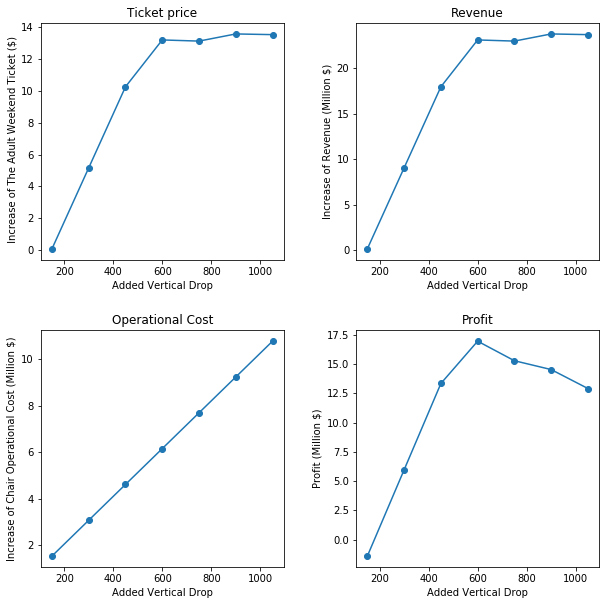 Ticket price
Increase of The Adult Weekend Ticket ($)
14
12
10
8
6
4
2
0
200 400 600 800 1000
Added Vertical Drop
Revenue
Increase of Revenue (Million $)
20
15
10
5
0
200 400 600 800 1000
Added Vertical Drop
Operational Cost
Increase of Chair Operational Cost (Million $)
10
8
6
4
2
200 400 600 800 1000
Added Vertical Drop
Profit
Profit (Million $)
17.5
15.0
12.5
10.0
7.5
5.0
2.5
0.0
200 400 600 800 1000
Added Vertical Drop